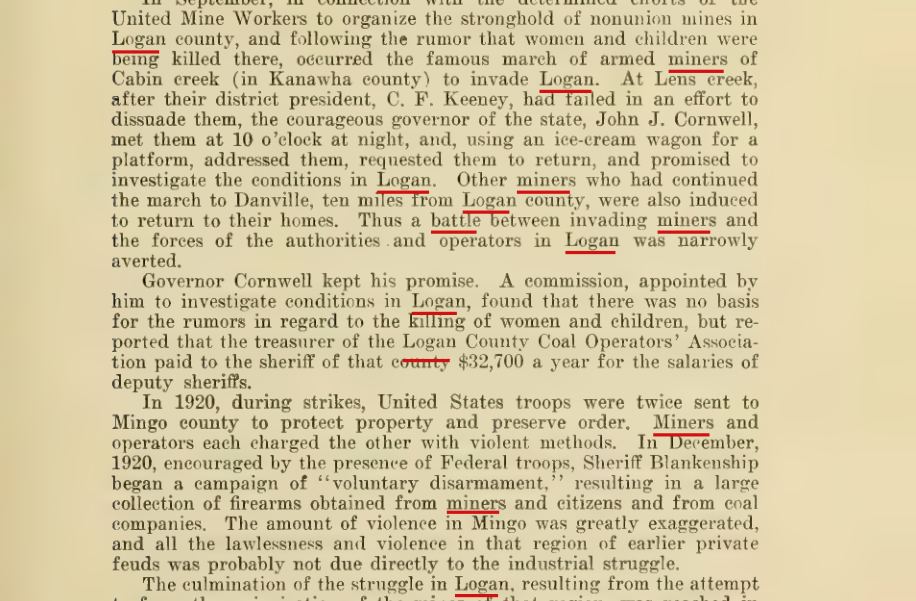 In September, in connection with the determined efforts of the
United Mine Workers to organize the stronghold of nonunion mines in
Logan county, and following the rumor that women and children were
being killed there, occurred the famous march of armed miners of
Cabin creek (in Kanawha county) to invade Logan. At Lens creek,
after their district president, C. F. Keeney, had failed in an effort to
dissuade them, the courageous governor of the state, John J. Cornwell,
met them at 10 o'clock at night, and, using an ice-cream wagon for a
platform, addressed them, requested them to return, and promised to
investigate the conditions in Logan. Other miners who had continued
the march to Danville, ten miles from Logan county, were also induced
to return to their homes. Thus a battle between invading miners and
the forces of the authorities and operators in Logan was narrowly
averted.
Governor Cornwell kept his promise. A commission, appointed by
him to investigate conditions in Logan, found that there was no basis
for the rumors in regard to the killing of women and children, but re-
ported that the treasurer of the Logan County Coal Operators' Associa-
tion paid to the sheriff of that county $32,700 a year for the salaries of
deputy sheriffs.
In 1920, during strikes, United States troops were twice sent to
Mingo county to protect property and preserve order. Miners and
operators each charged the other with violent methods. In December,
1920, encouraged by the presence of Federal troops, Sheriff Blankenship
began a campaign of "voluntary disarmament," resulting in a large
collection of firearms obtained from miners and citizens and from coal
companies. The amount of violence in Mingo was greatly exaggerated,
and all the lawlessness and violence in that region of earlier private
feuds was probably not due directly to the industrial struggle.
The culmination of the struggle in Logan, resulting from the attempt